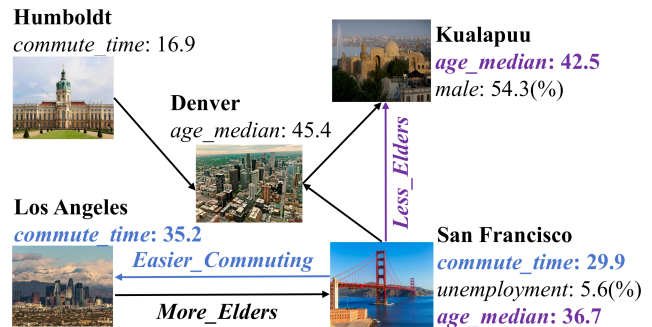 Humboldt
commute_time: 16.9
Kualapuu
age_median: 42.5
male: 54.3(%)
Denver
age_median: 45.4
Less_Elders
Los Angeles
commute_time: 35.2
Easier_Commuting
More_Elders
San Francisco
commute_time: 29.9
unemployment: 5.6(%)
age_median: 36.7